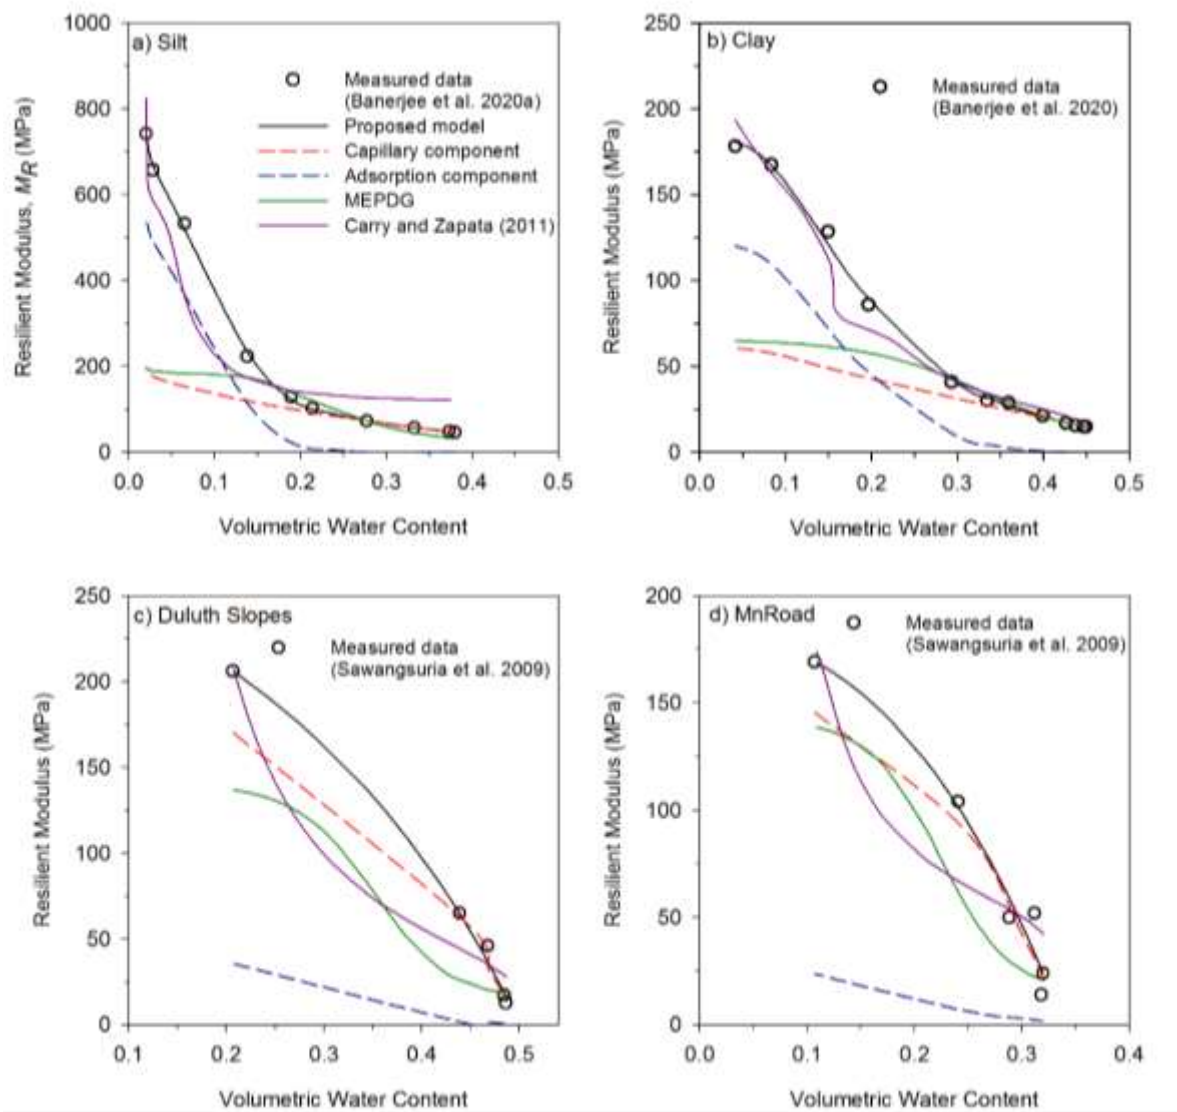 a) Silt
Measured data
(Banerjee et al. 2020a)
Proposed model
Capillary component
Adsorption component
MEPDG
Carry and Zapata (2011)
Resilient Modulus, MR (MPa)
1000
800
600
400
200
0
0.0 0.1 0.2 0.3 0.4 0.5
Volumetric Water Content
b) Clay
Measured data
(Banerjee et al. 2020)
Resilient Modulus (MPa)
250
200
150
100
50
0
0.0 0.1 0.2 0.3 0.4 0.5
Volumetric Water Content
c) Duluth Slopes
Measured data
(Sawangsuria et al. 2009)
Resilient Modulus (MPa)
250
200
150
100
50
0
0.1 0.2 0.3 0.4 0.5
Volumetric Water Content
d) MnRoad
Measured data
(Sawangsuria et al. 2009)
Resilient Modulus (MPa)
200
150
100
50
0
0.0 0.1 0.2 0.3 0.4
Volumetric Water Content